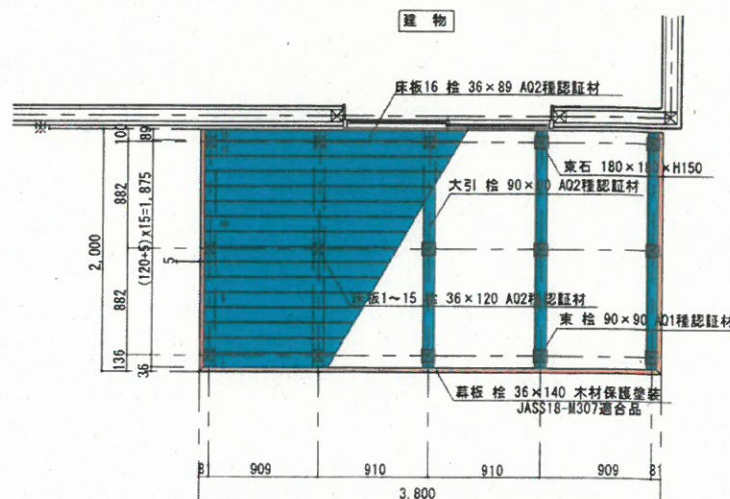 建 物
床板16 桧 36×89 AQ2種認証材
束石 180×180×H150
大引 桧 90×90 AQ2種認証材
床板1~15 桧 36×120 AQ2種認証材
束 桧 90×90 AQ1種認証材
幕板 桧 36×140 木材保護塗装
JASS18-M307適合品
100
882
882
136
2,000
89
(120+5)x15=1,875
36
5
81
909
910
910
909
81
3,800